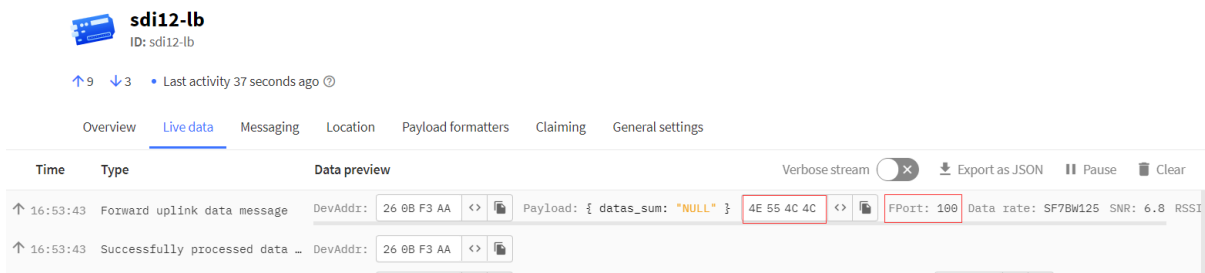 sdi12-lb
ID: sdi12-lb
9 3 • Last activity 37 seconds ago
Overview Live data Messaging Location Payload formatters Claiming General settings
Time Type Data preview Verbose stream Export as JSON Pause Clear
16:53:43 Forward uplink data message DevAddr: 26 0B F3 AA <> Payload: { datas_sum: "NULL" } 4E 55 4C 4C <> FPort: 100 Data rate: SF7BW125 SNR: 6.8 RSSI
16:53:43 Successfully processed data … DevAddr: 26 0B F3 AA <>